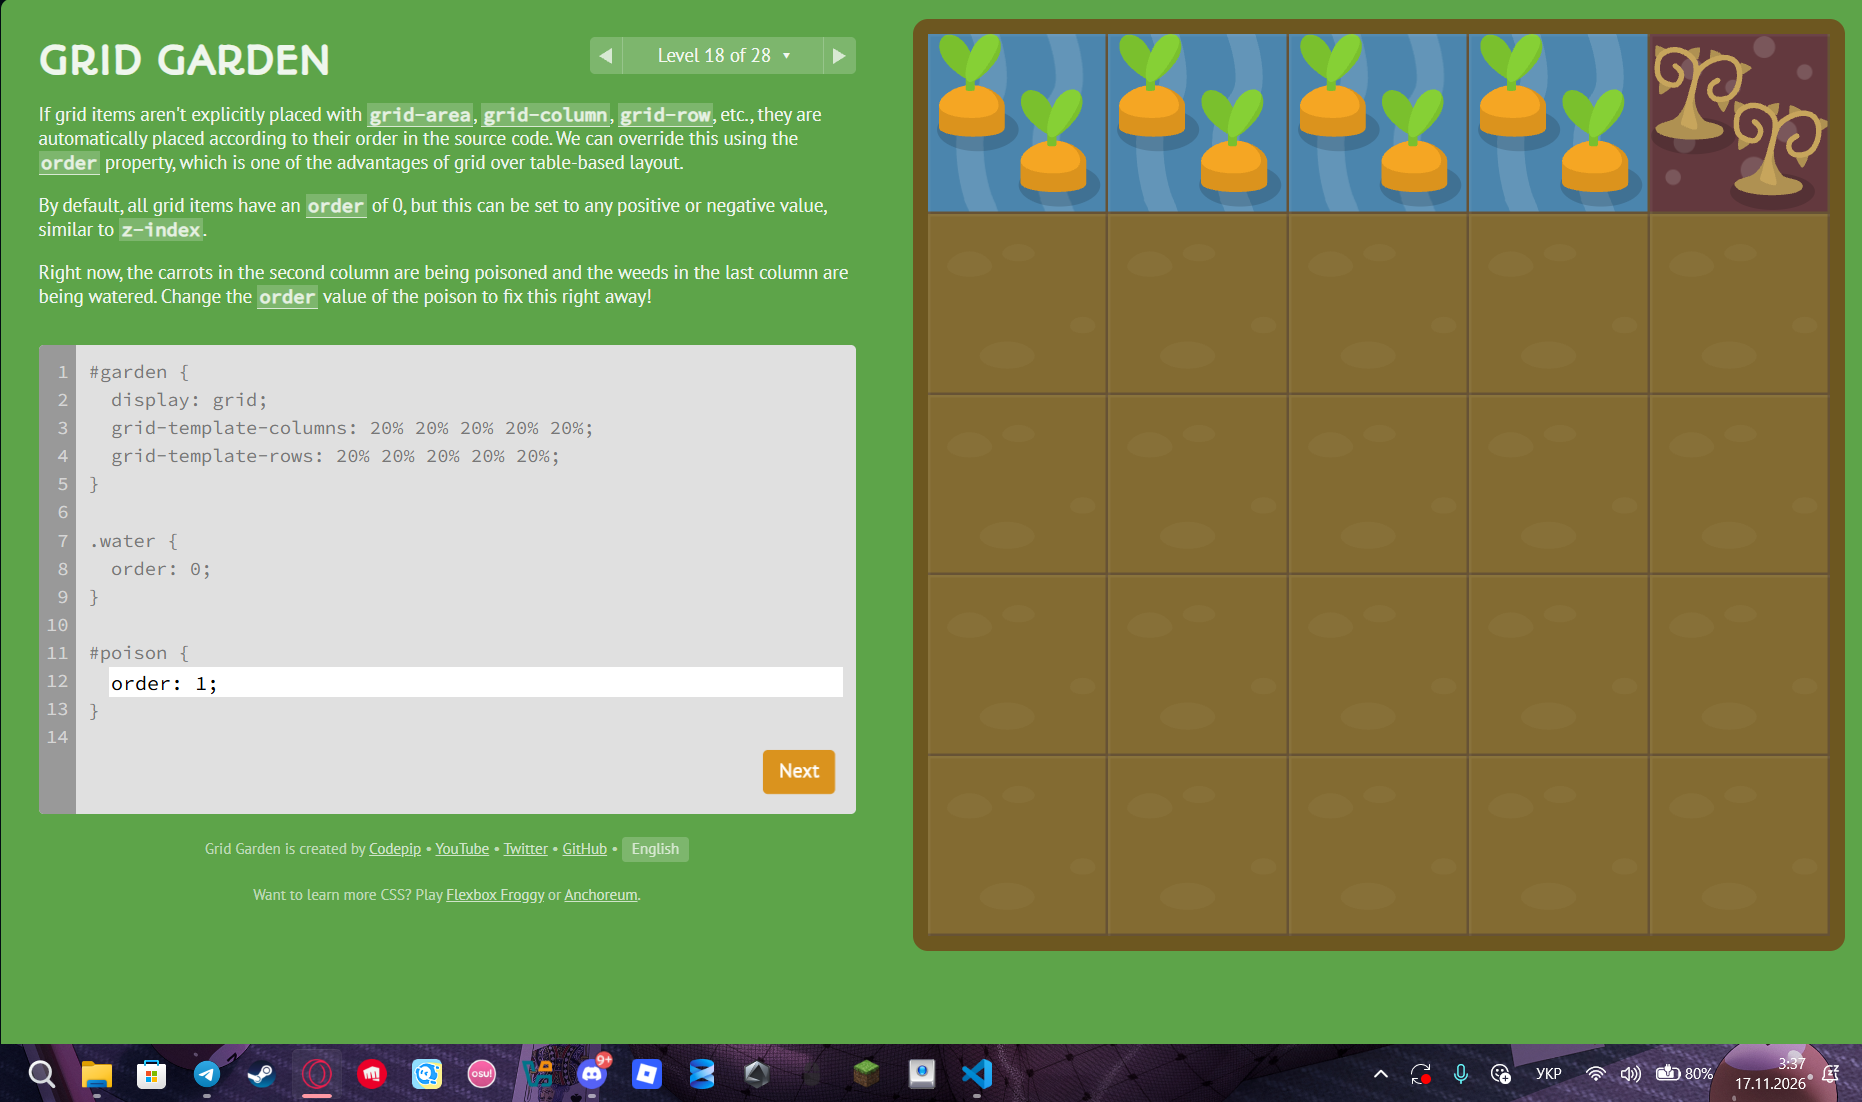 GRID GARDEN
Level 18 of 28
If grid items aren't explicitly placed with grid-area, grid-column, grid-row, etc., they are
automatically placed according to their order in the source code. We can override this using the
order property, which is one of the advantages of grid over table-based layout.
By default, all grid items have an order of 0, but this can be set to any positive or negative value,
similar to z-index.
Right now, the carrots in the second column are being poisoned and the weeds in the last column are
being watered. Change the order value of the poison to fix this right away!
1 #garden {
2 display: grid;
3 grid-template-columns: 20% 20% 20% 20% 20%;
4 grid-template-rows: 20% 20% 20% 20% 20%;
5 }
6
7 .water {
8 order: 0;
9 }
10
11 #poison {
12 order: 1;
13 }
14
Next
Grid Garden is created by Codepip • YouTube • Twitter • GitHub • English
Want to learn more CSS? Play Flexbox Froggy or Anchoreum.
osu!
9+
УКР
80%
3:37
17.11.2026